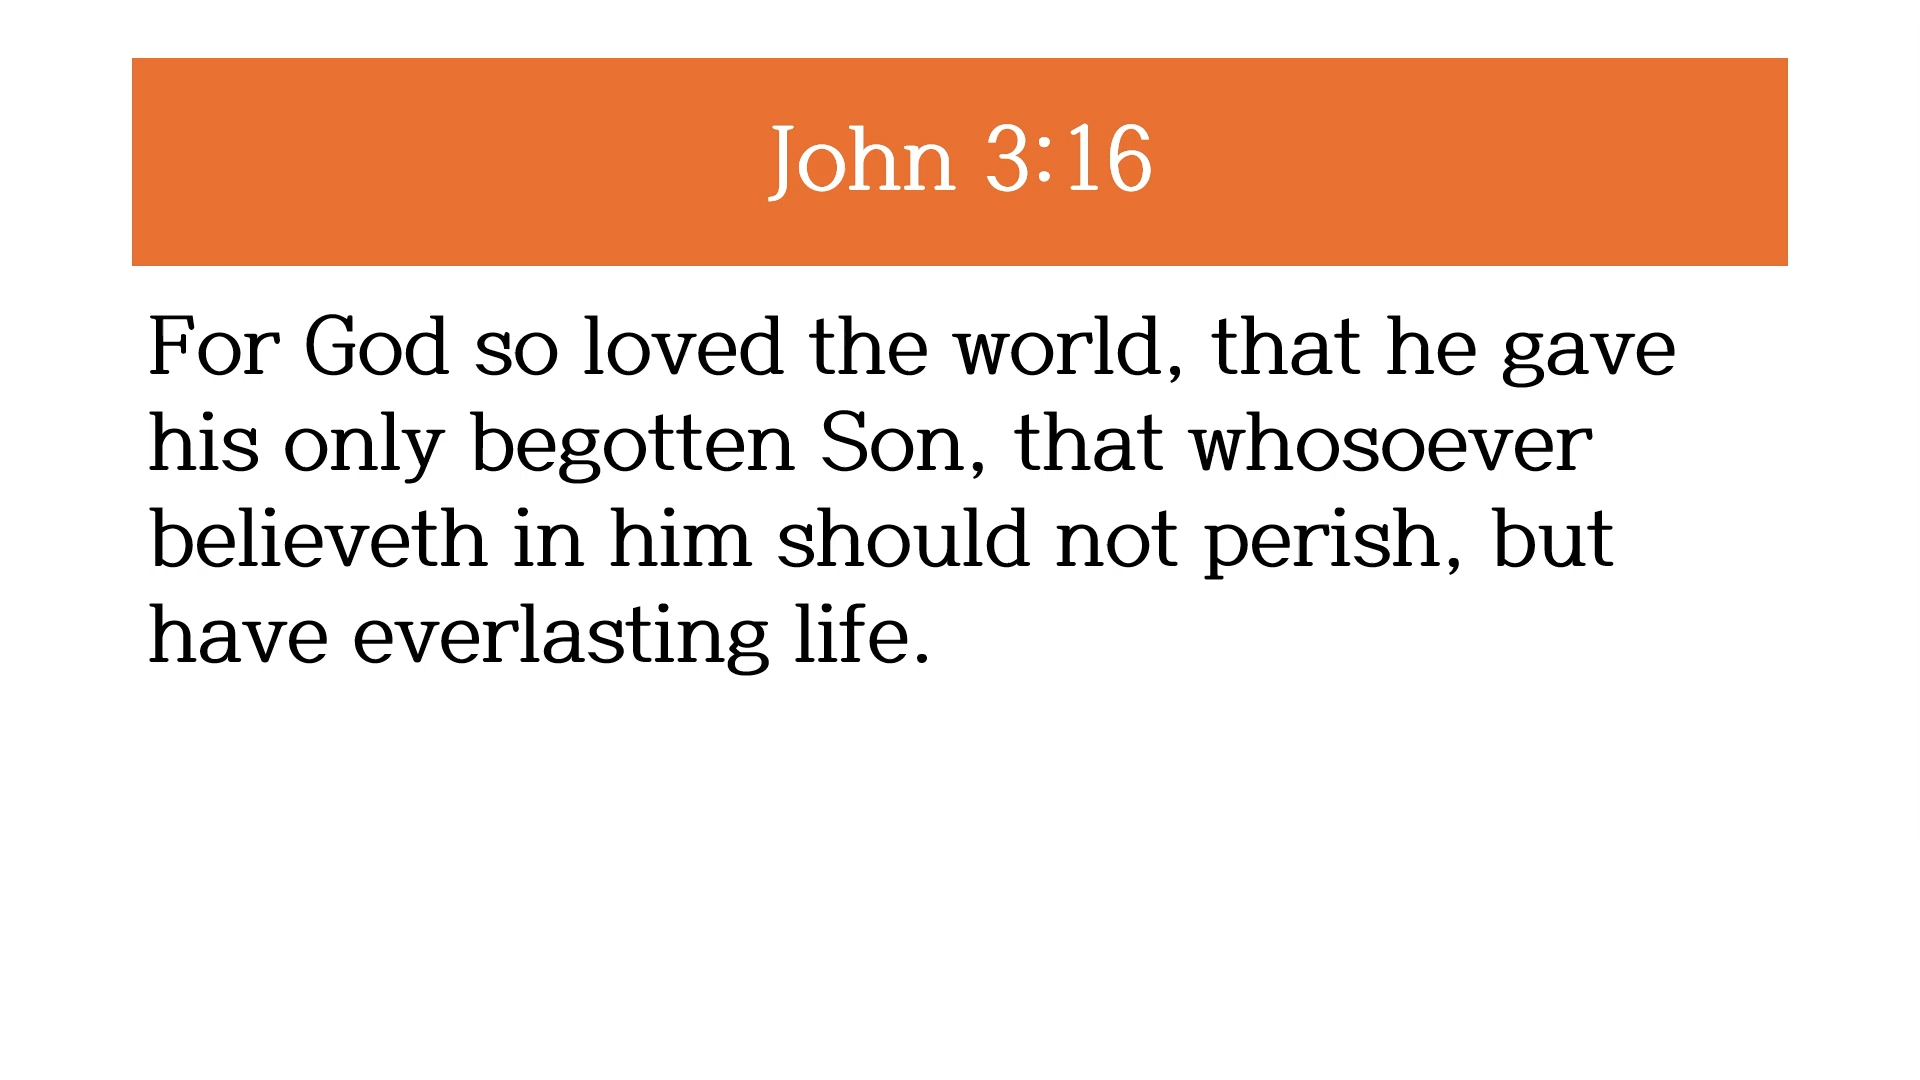 John 3:16
For God so loved the world, that he gave
his only begotten Son, that whosoever
believeth in him should not perish, but
have everlasting life.